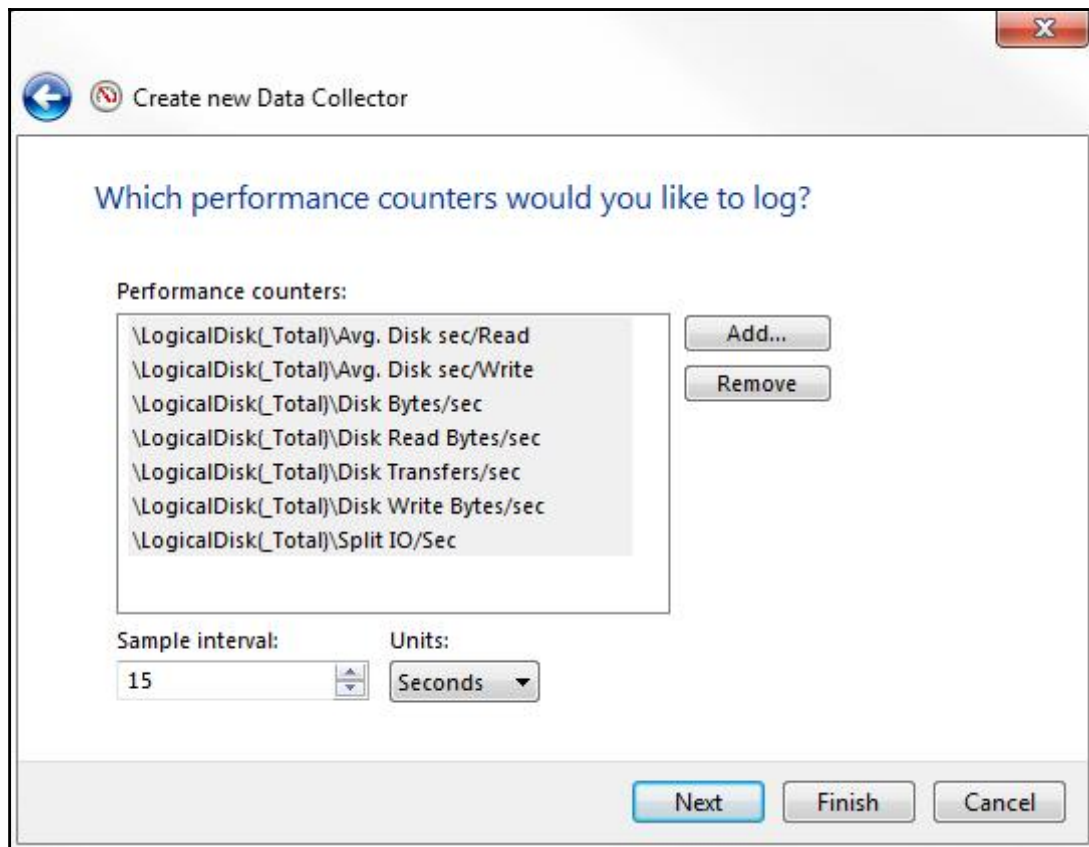 Create new Data Collector
Which performance counters would you like to log?
Performance counters:
\LogicalDisk(_Total)\Avg. Disk sec/Read
\LogicalDisk(_Total)\Avg. Disk sec/Write
\LogicalDisk(_Total)\Disk Bytes/sec
\LogicalDisk(_Total)\Disk Read Bytes/sec
\LogicalDisk(_Total)\Disk Transfers/sec
\LogicalDisk(_Total)\Disk Write Bytes/sec
\LogicalDisk(_Total)\Split IO/Sec
Add...
Remove
Sample interval: Units:
15 Seconds
Next Finish Cancel